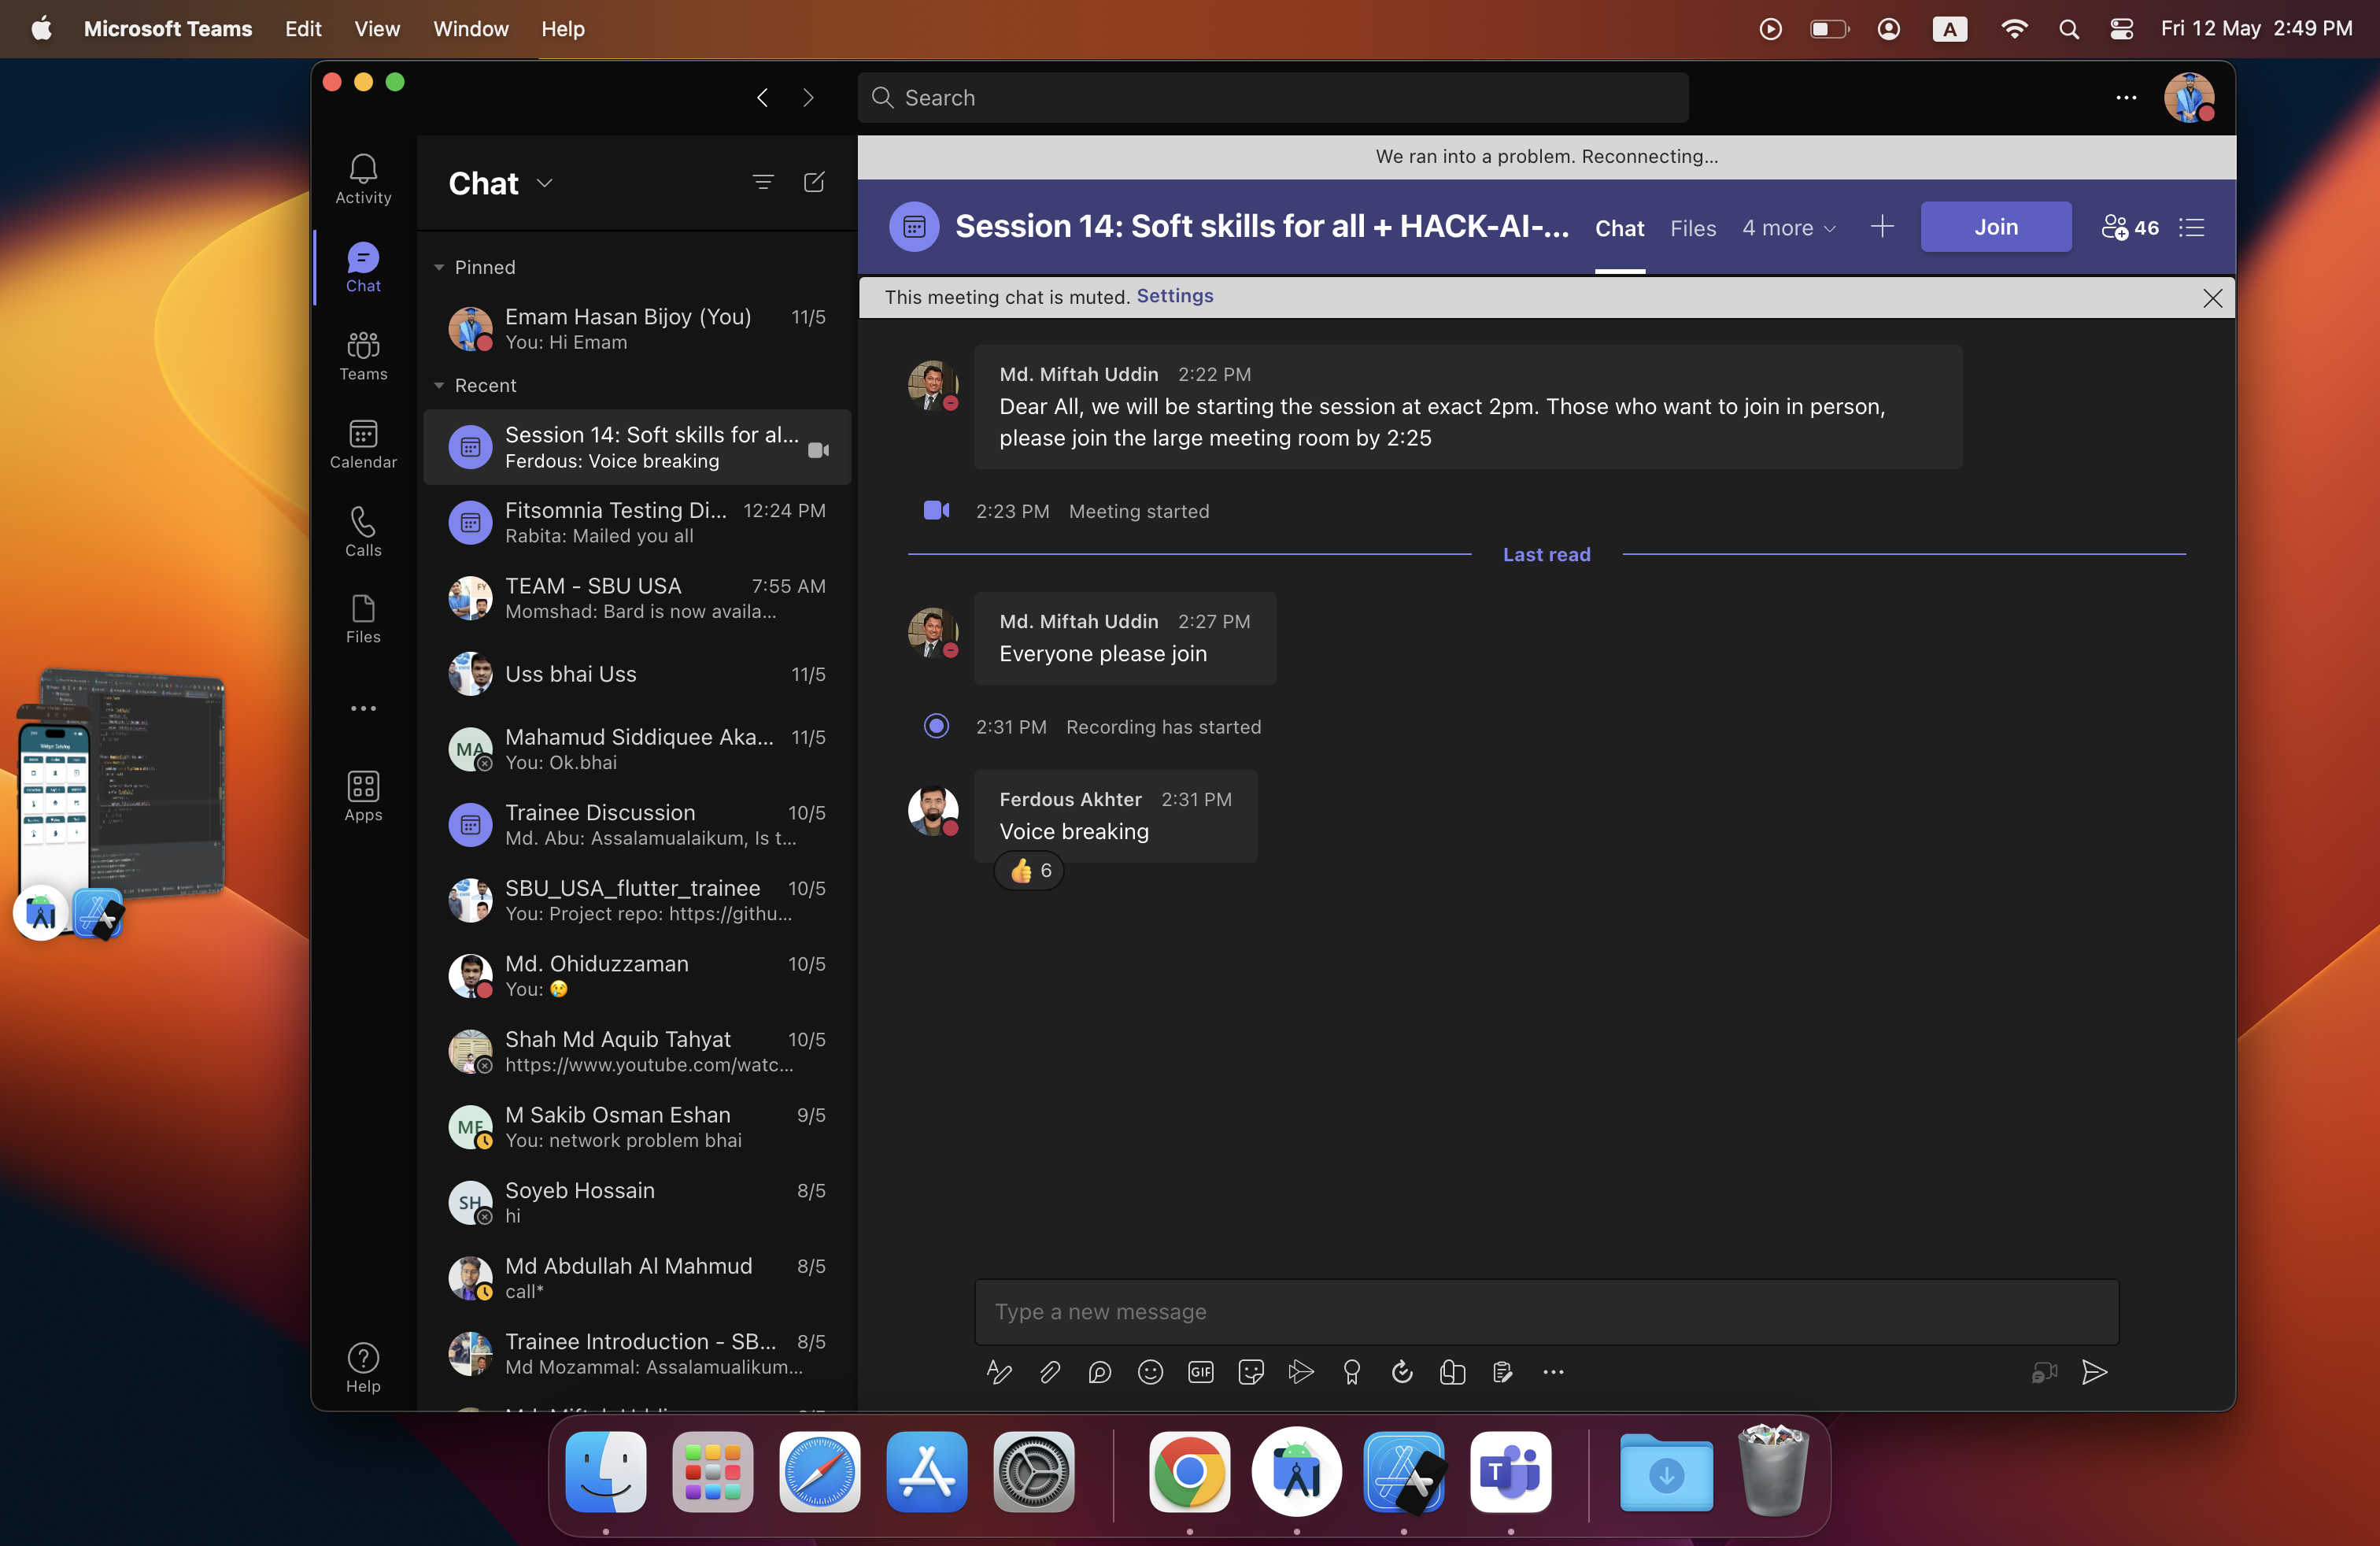 Microsoft Teams Edit View Window Help A Fri 12 May 2:49 PM
Search
We ran into a problem. Reconnecting...
Activity
Chat
Teams
Calendar
Calls
Files
Apps
Help
Chat
Pinned
Emam Hasan Bijoy (You) 11/5
You: Hi Emam
Recent
Session 14: Soft skills for al...
Ferdous: Voice breaking
Fitsomnia Testing Di... 12:24 PM
Rabita: Mailed you all
TEAM - SBU USA 7:55 AM
Momshad: Bard is now availa...
Uss bhai Uss 11/5
MA
Mahamud Siddiquee Aka... 11/5
You: Ok.bhai
Trainee Discussion 10/5
Md. Abu: Assalamualaikum, Is t...
SBU_USA_flutter_trainee 10/5
You: Project repo: https://githu...
Md. Ohiduzzaman 10/5
You: 😢
Shah Md Aquib Tahyat 10/5
https://www.youtube.com/watc...
M Sakib Osman Eshan 9/5
You: network problem bhai
SH
Soyeb Hossain 8/5
hi
Md Abdullah Al Mahmud 8/5
call*
Trainee Introduction - SB... 8/5
Md Mozammal: Assalamualikum...
Session 14: Soft skills for all + HACK-AI-... Chat Files 4 more Join 46
This meeting chat is muted. Settings
Md. Miftah Uddin 2:22 PM
Dear All, we will be starting the session at exact 2pm. Those who want to join in person,
please join the large meeting room by 2:25
2:23 PM Meeting started
Last read
Md. Miftah Uddin 2:27 PM
Everyone please join
2:31 PM Recording has started
Ferdous Akhter 2:31 PM
Voice breaking
👍 6
Type a new message
GIF
T